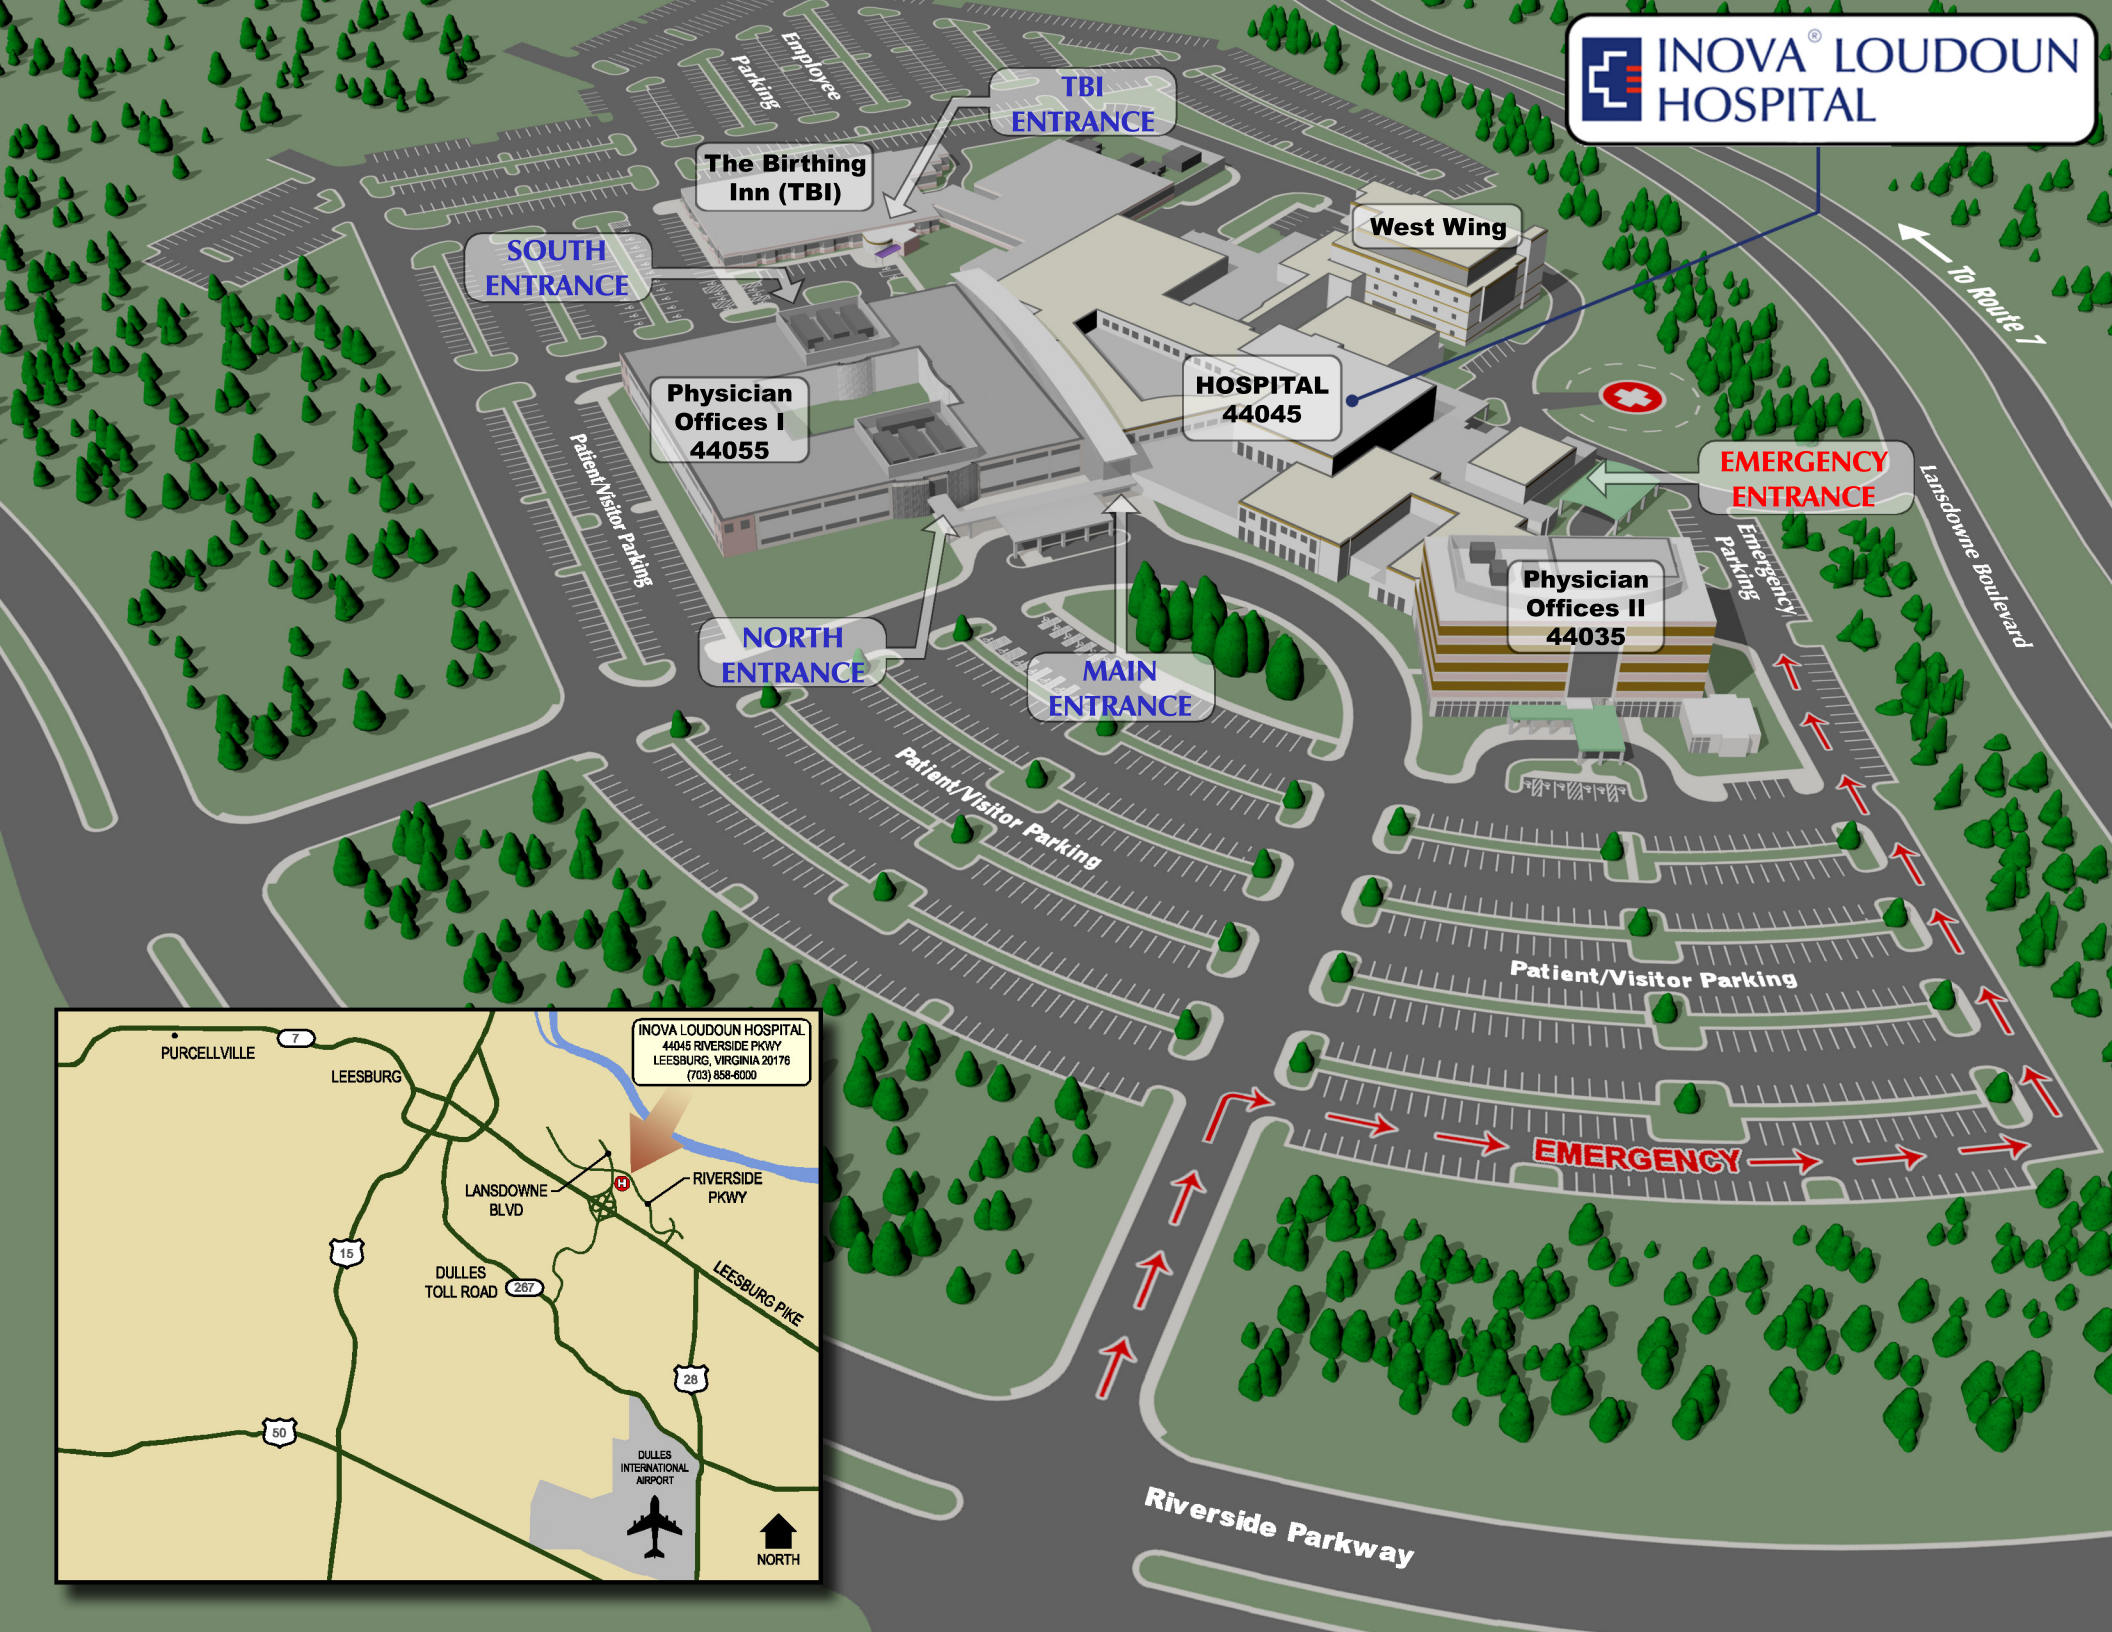 INOVA® LOUDOUN
HOSPITAL
Employee
Parking
TBI
ENTRANCE
The Birthing
Inn (TBI)
SOUTH
ENTRANCE
West Wing
To Route 7
Physician
Offices I
44055
HOSPITAL
44045
EMERGENCY
ENTRANCE
Lansdowne Boulevard
Patient/Visitor Parking
Emergency
Parking
Physician
Offices II
44035
NORTH
ENTRANCE
MAIN
ENTRANCE
Patient/Visitor Parking
Patient/Visitor Parking
EMERGENCY
Riverside Parkway
INOVA LOUDOUN HOSPITAL
44045 RIVERSIDE PKWY
LEESBURG, VIRGINIA 20176
(703) 858-6000
PURCELLVILLE
7
LEESBURG
LANSDOWNE
BLVD
H
RIVERSIDE
PKWY
15
DULLES
TOLL ROAD
267
LEESBURG PIKE
28
50
DULLES
INTERNATIONAL
AIRPORT
NORTH